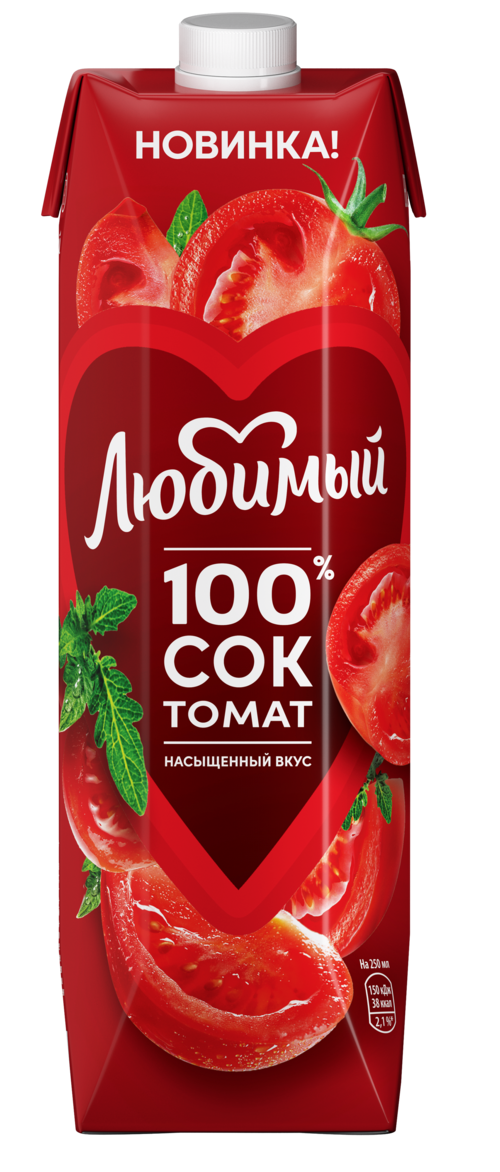 НОВИНКА!
Любимый
100%
СОК
ТОМАТ
НАСЫЩЕННЫЙ ВКУС
На 250 мл
150 кДж
38 ккал
2,1%*